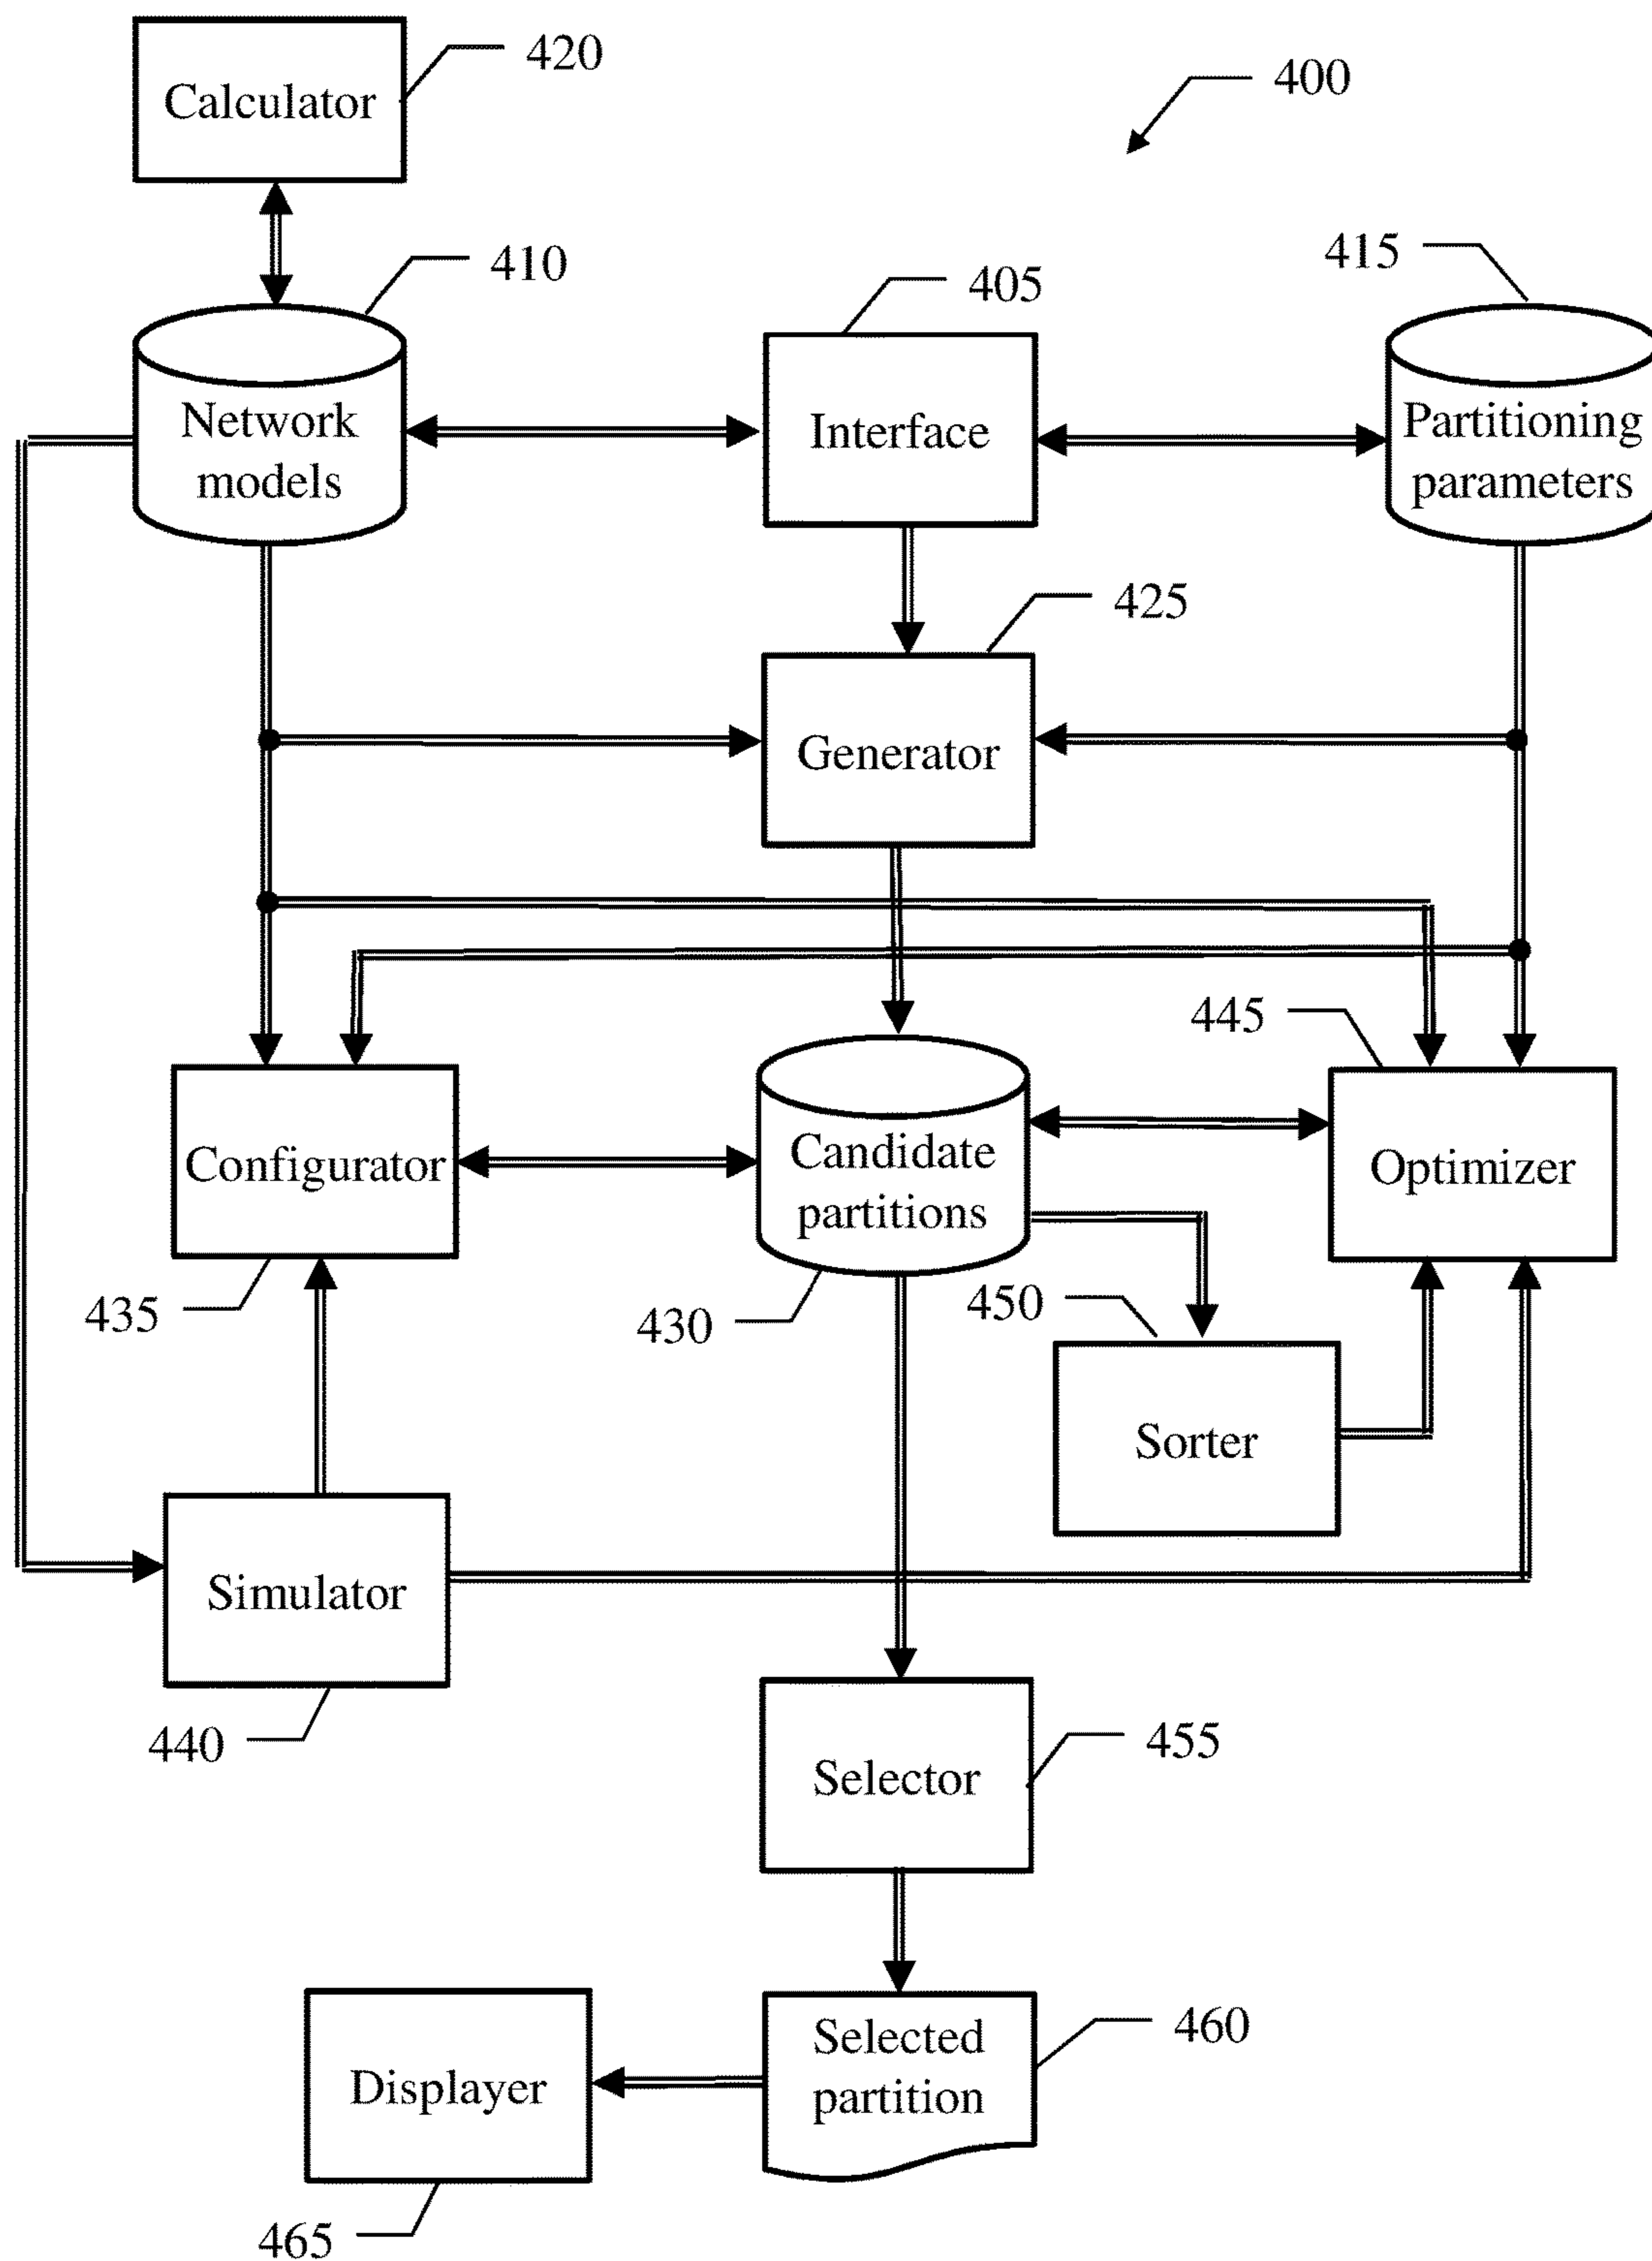 420
Calculator
400
410
405
415
Network
models
Interface
Partitioning
parameters
425
Generator
445
Configurator
Candidate
partitions
Optimizer
435
430
450
Sorter
Simulator
440
455
Selector
Selected
partition
460
Displayer
465